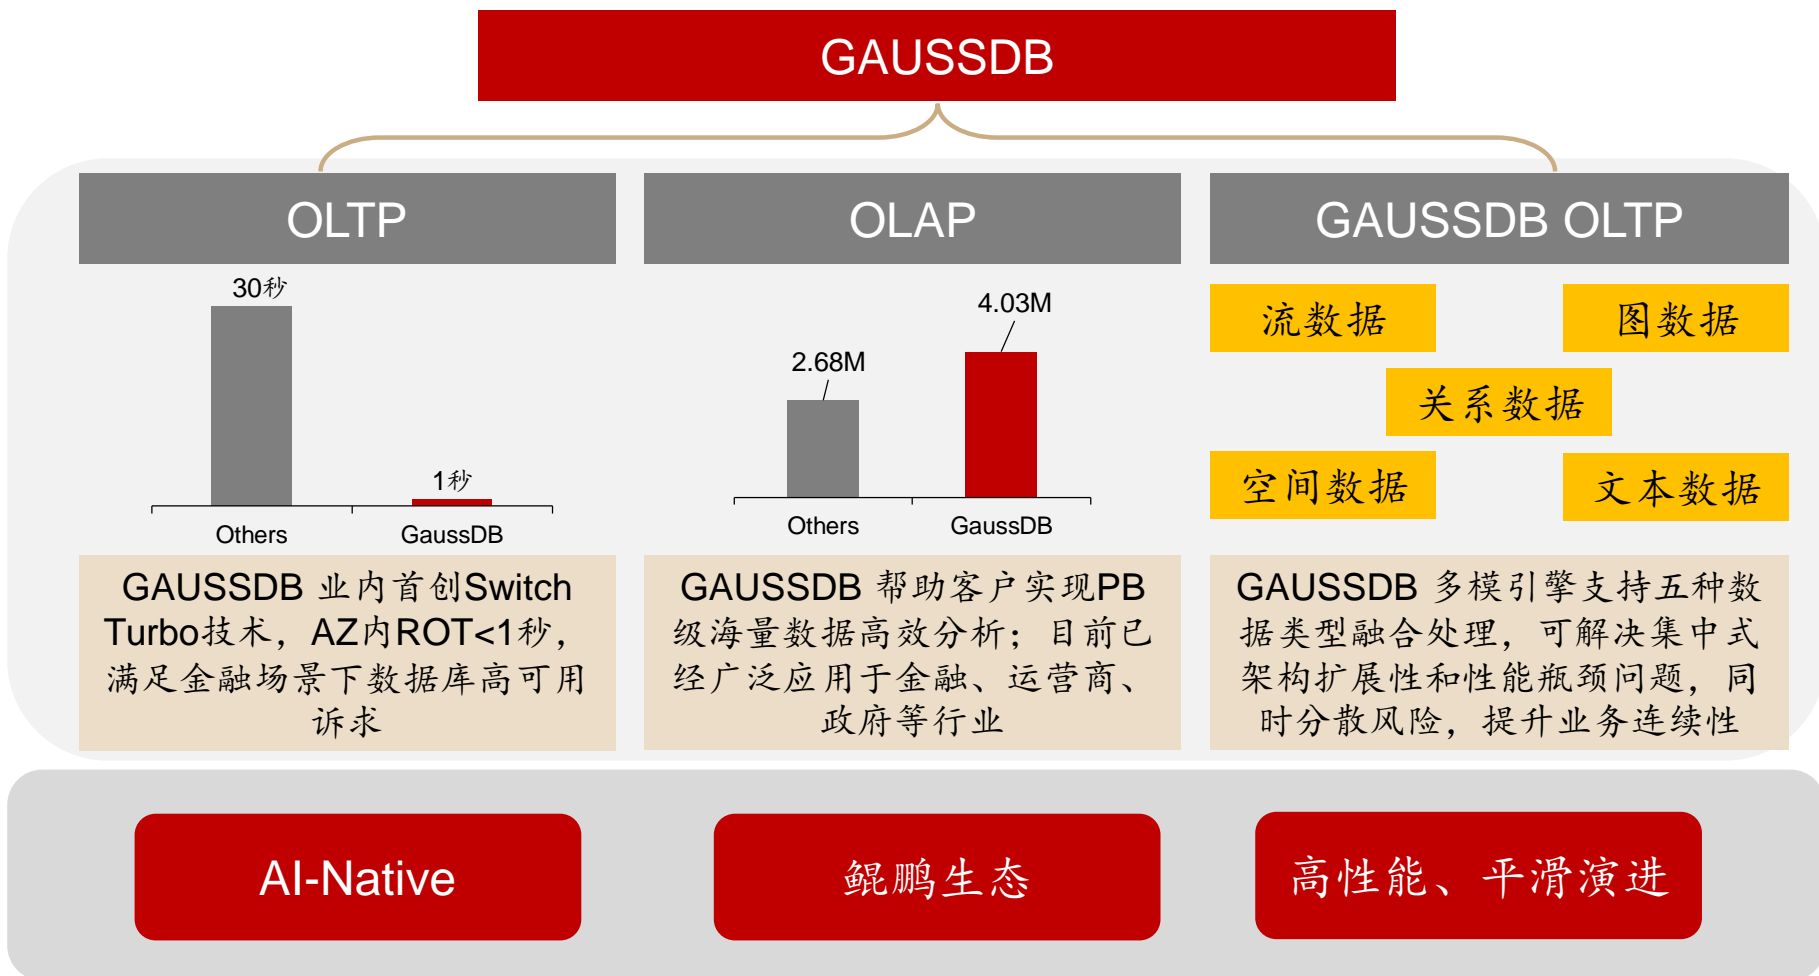 GAUSSDB
OLTP
30秒
1秒
Others
GaussDB
GAUSSDB 业内首创Switch
Turbo技术，AZ内ROT<1秒，
满足金融场景下数据库高可用
诉求
OLAP
4.03M
2.68M
Others
GaussDB
GAUSSDB 帮助客户实现PB
级海量数据高效分析；目前已
经广泛应用于金融、运营商、
政府等行业
GAUSSDB OLTP
流数据
图数据
关系数据
空间数据
文本数据
GAUSSDB 多模引擎支持五种数
据类型融合处理，可解决集中式
架构扩展性和性能瓶颈问题，同
时分散风险，提升业务连续性
AI-Native
鲲鹏生态
高性能、平滑演进